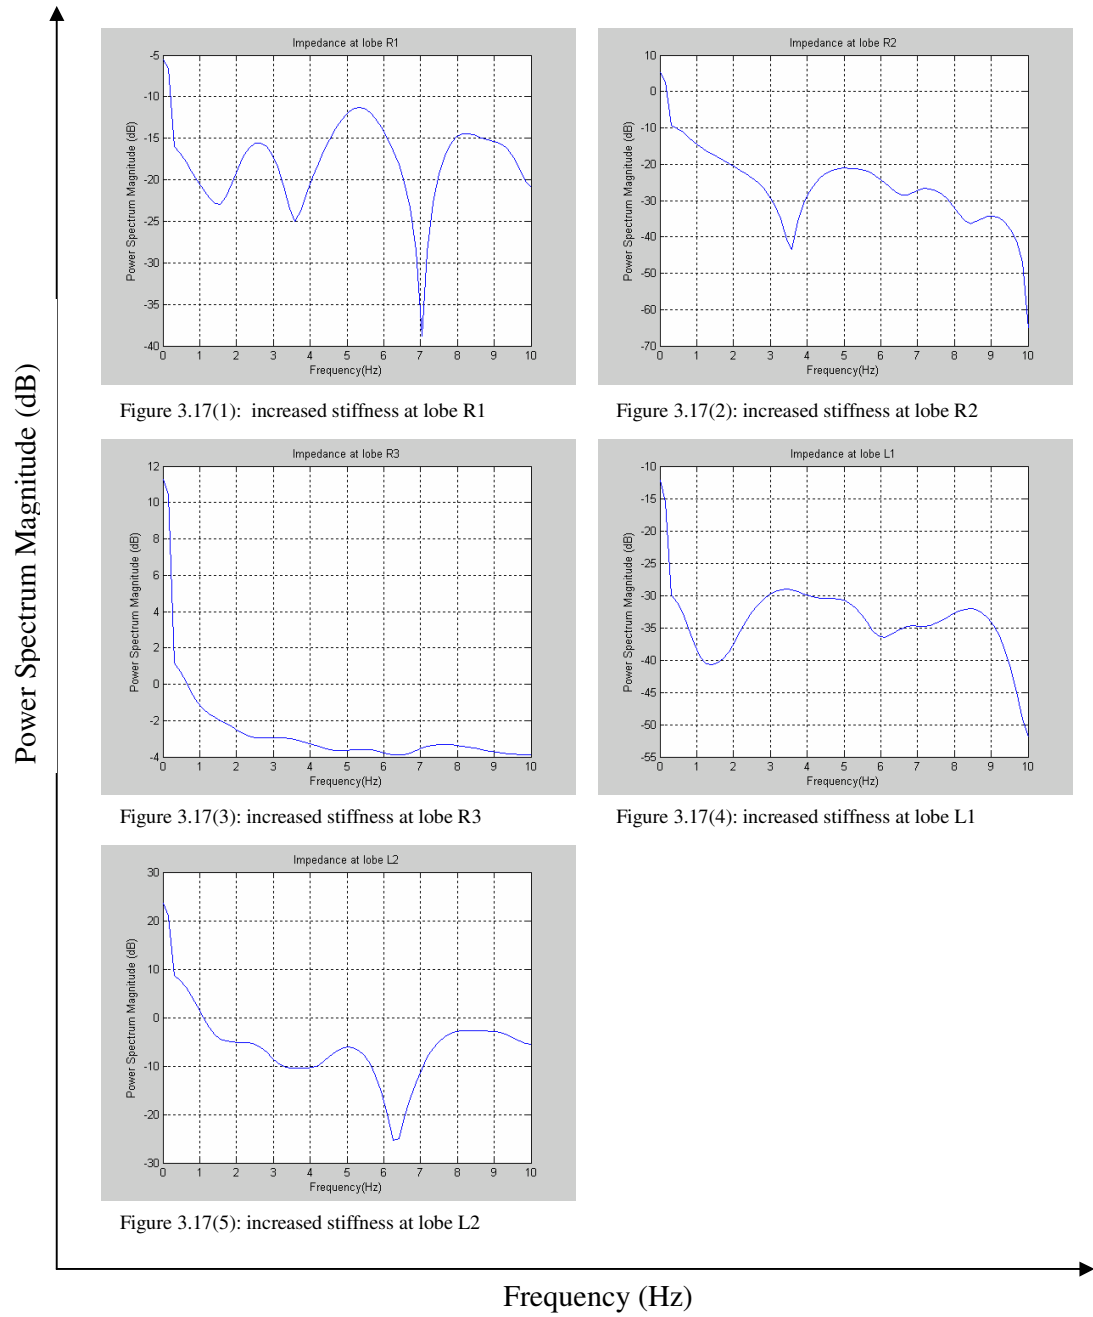 Power Spectrum Magnitude (dB)
Impedance at lobe R1
Power Spectrum Magnitude (dB)
-5
-10
-15
-20
-25
-30
-35
-40
0 1 2 3 4 5 6 7 8 9 10
Frequency(Hz)
Figure 3.17(1): increased stiffness at lobe R1
Impedance at lobe R2
Power Spectrum Magnitude (dB)
10
0
-10
-20
-30
-40
-50
-60
-70
0 1 2 3 4 5 6 7 8 9 10
Frequency(Hz)
Figure 3.17(2): increased stiffness at lobe R2
Impedance at lobe R3
Power Spectrum Magnitude (dB)
12
10
8
6
4
2
0
-2
-4
0 1 2 3 4 5 6 7 8 9 10
Frequency(Hz)
Figure 3.17(3): increased stiffness at lobe R3
Impedance at lobe L1
Power Spectrum Magnitude (dB)
-10
-15
-20
-25
-30
-35
-40
-45
-50
-55
0 1 2 3 4 5 6 7 8 9 10
Frequency(Hz)
Figure 3.17(4): increased stiffness at lobe L1
Impedance at lobe L2
Power Spectrum Magnitude (dB)
30
20
10
0
-10
-20
-30
0 1 2 3 4 5 6 7 8 9 10
Frequency(Hz)
Figure 3.17(5): increased stiffness at lobe L2
Frequency (Hz)